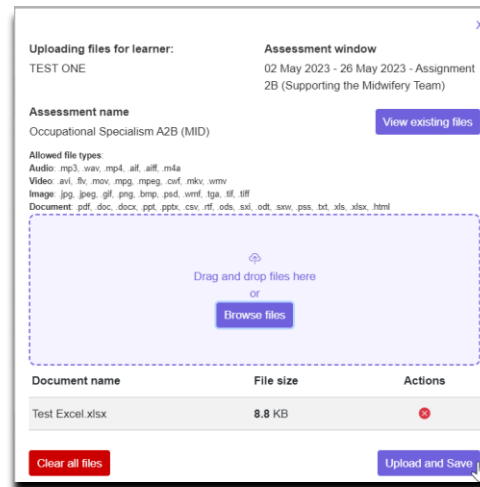 Uploading files for learner:
TEST ONE
Assessment window
02 May 2023 - 26 May 2023 - Assignment
2B (Supporting the Midwifery Team)
Assessment name
Occupational Specialism A2B (MID)
View existing files
Allowed file types:
Audio: .mp3, .wav, .mp4, .aif, .aiff, .m4a
Video: .avi, .flv, .mov, .mpg, .mpeg, .cwf, .mkv, .wmv
Image: .jpg, .jpeg, .gif, .png, .bmp, .psd, .wmf, .tga, .tif, .tiff
Document: .pdf, .doc, .docx, .ppt, .pptx, .csv, .rtf, .ods, .sxi, .odt, .sxw, .pss, .txt, .xls, .xlsx, .html
Drag and drop files here
or
Browse files
Document name File size Actions
Test Excel.xlsx 8.8 KB
Clear all files Upload and Save